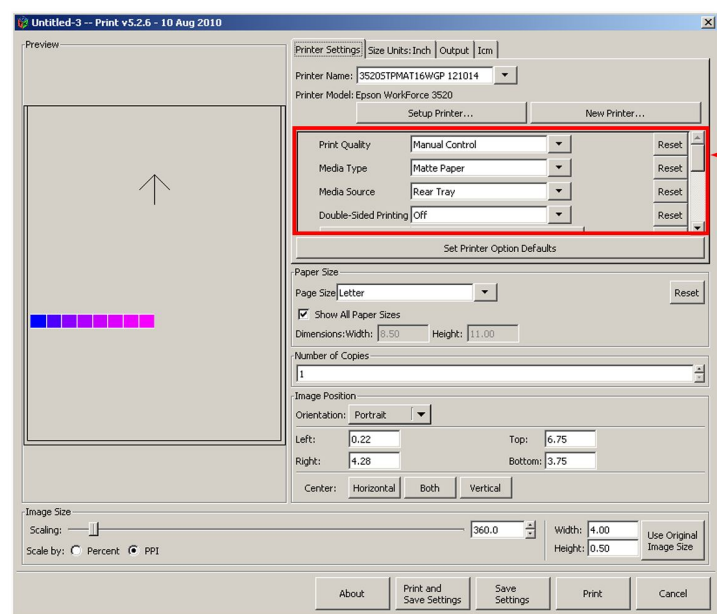 Untitled-3 -- Print v5.2.6 - 10 Aug 2010
Preview
Printer Settings Size Units: Inch Output Icm
Printer Name: 3520STPMAT16WGP 121014
Printer Model: Epson WorkForce 3520
Setup Printer... New Printer...
Print Quality Manual Control Reset
Media Type Matte Paper Reset
Media Source Rear Tray Reset
Double-Sided Printing Off Reset
Set Printer Option Defaults
Paper Size
Page Size Letter Reset
Show All Paper Sizes
Dimensions:Width: 8.50 Height: 11.00
Number of Copies
1
Image Position
Orientation: Portrait
Left: 0.22 Top: 6.75
Right: 4.28 Bottom: 3.75
Center: Horizontal Both Vertical
Image Size
Scaling: 360.0 Width: 4.00 Use Original
Scale by: Percent PPI Height: 0.50 Image Size
About Print and Save Settings Save Settings Print Cancel